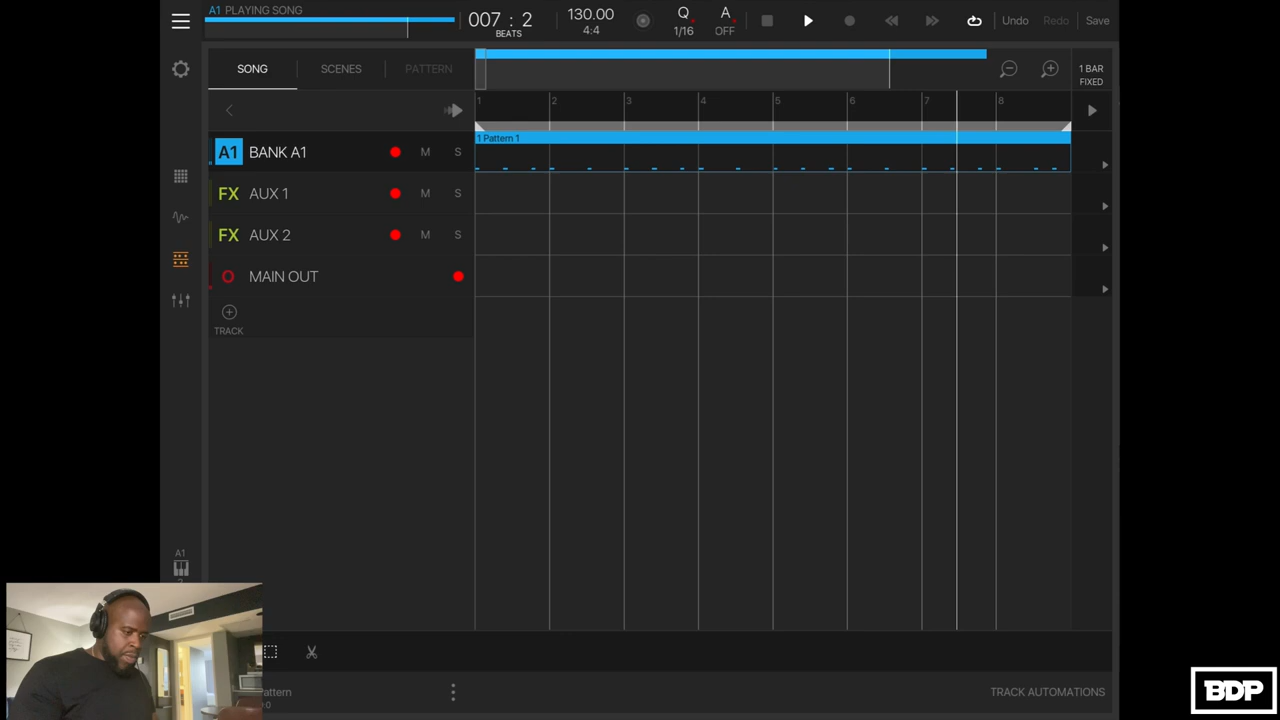 A1 PLAYING SONG
007 : 2
BEATS
130.00
4:4
Q
1/16
A
OFF
Undo
Redo
Save
SONG
SCENES
PATTERN
1 BAR
FIXED
1 2 3 4 5 6 7 8
1 Pattern 1
A1 BANK A1 M S
FX AUX 1 M S
FX AUX 2 M S
O MAIN OUT
TRACK
A1
attern
:0
TRACK AUTOMATIONS
BDP